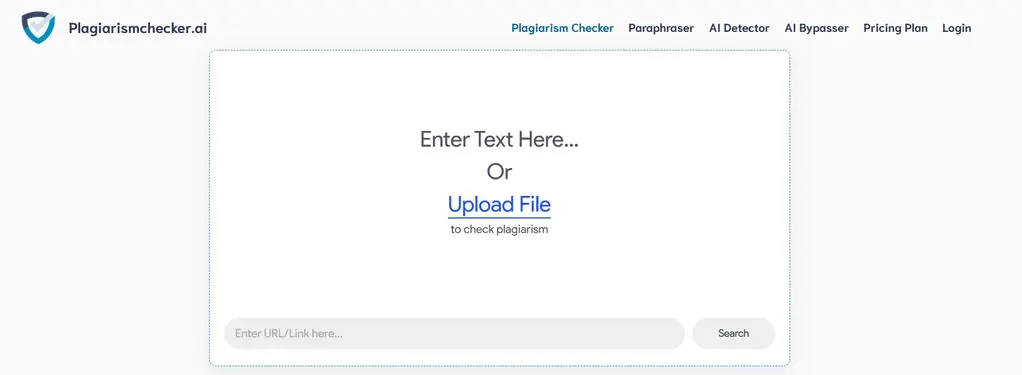 Plagiarismchecker.ai
Plagiarism Checker Paraphraser AI Detector AI Bypasser Pricing Plan Login
Enter Text Here...
Or
Upload File
to check plagiarism
Enter URL/Link here...
Search